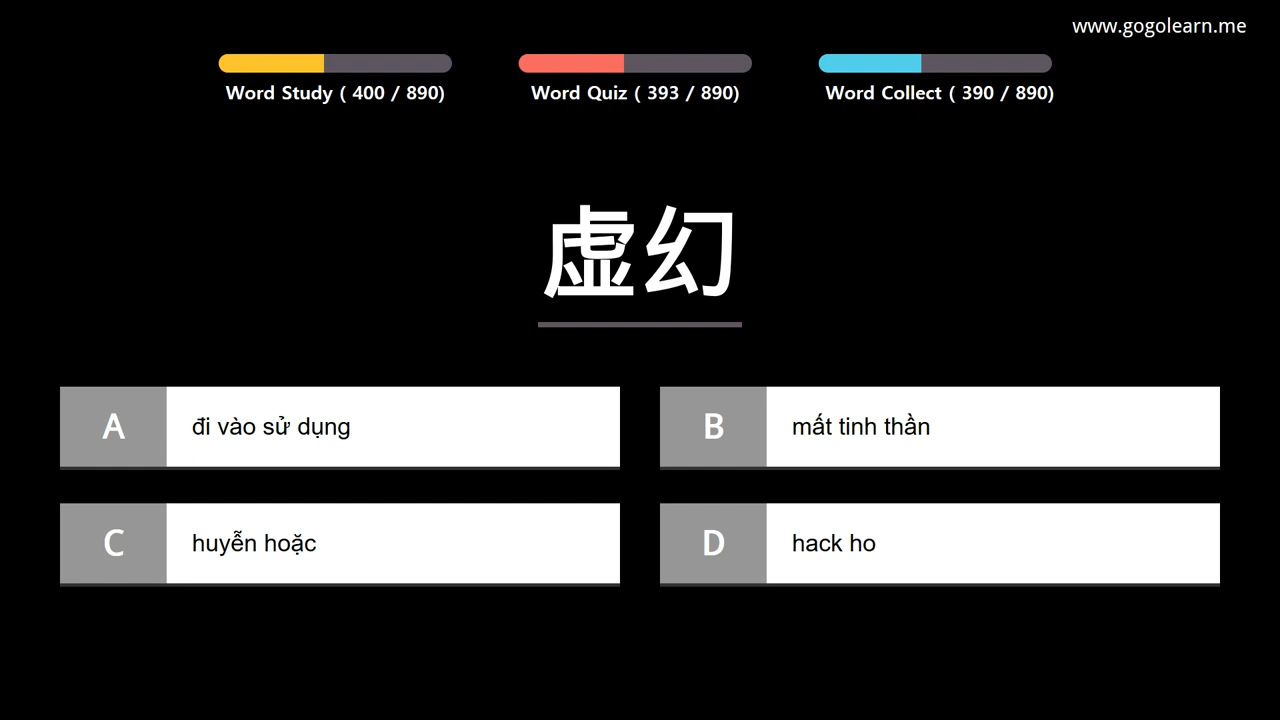 www.gogolearn.me
Word Study ( 400 / 890)
Word Quiz ( 393 / 890)
Word Collect ( 390 / 890)
虚幻
A
đi vào sử dụng
B
mất tinh thần
C
huyễn hoặc
D
hack ho